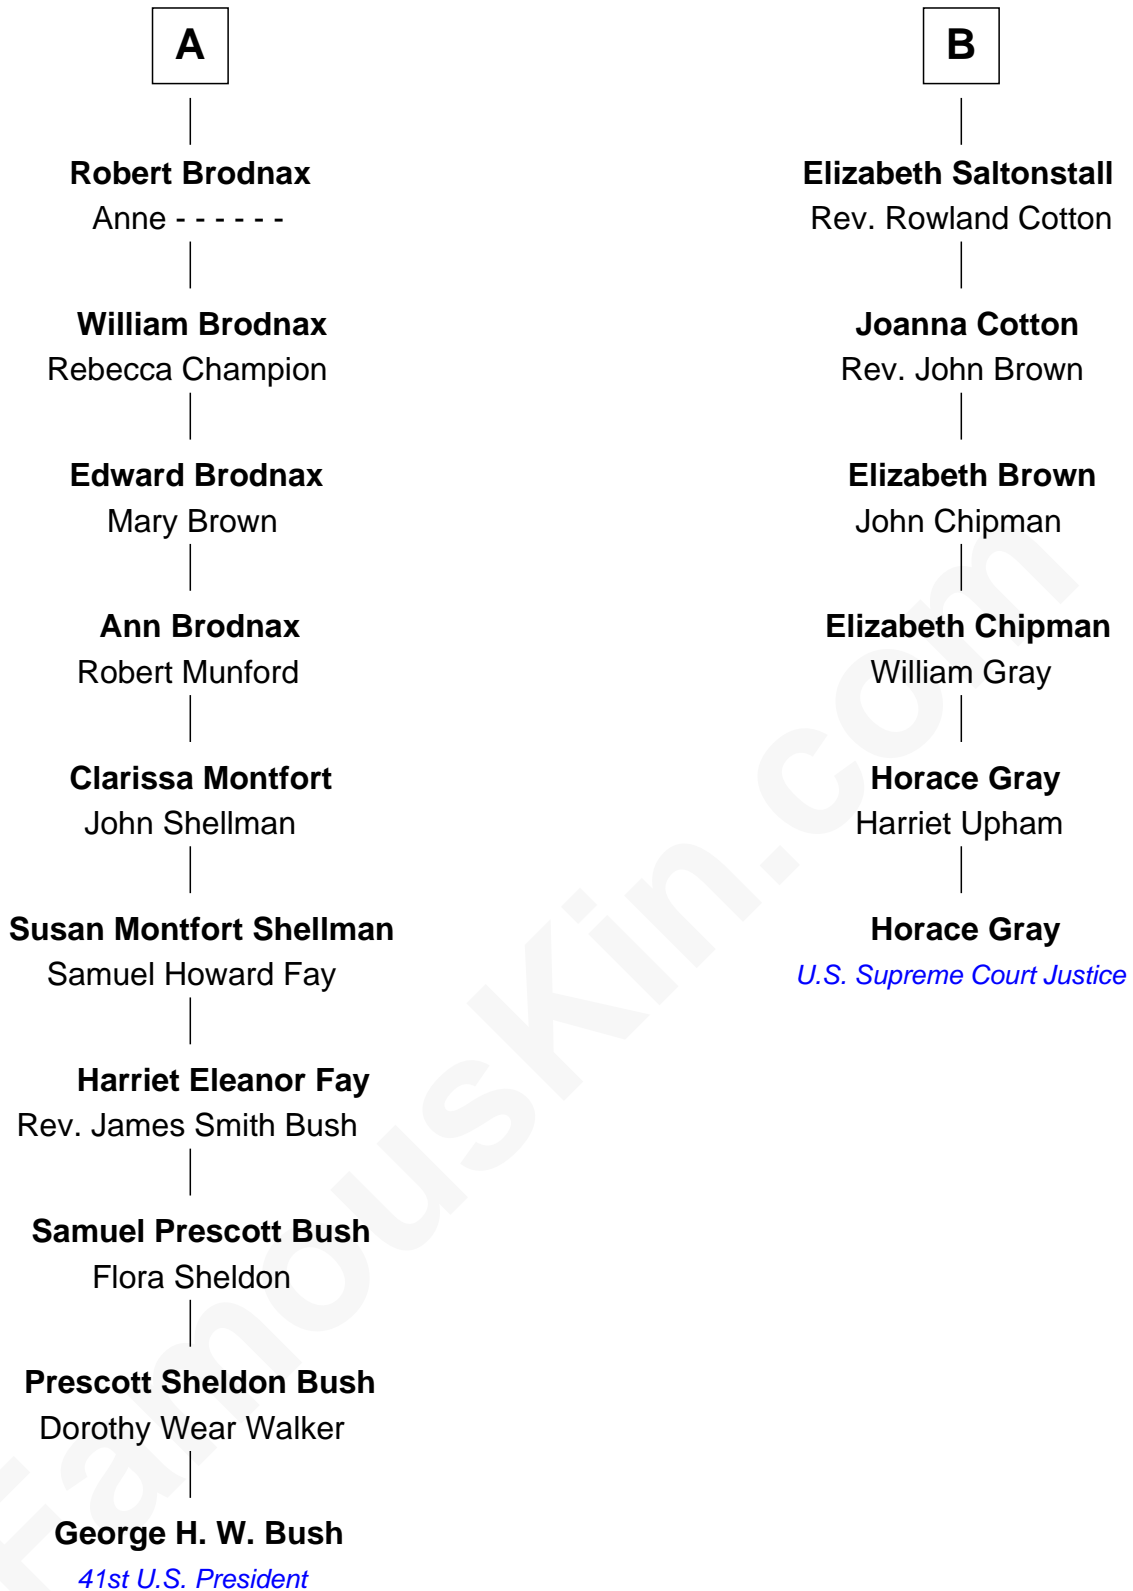 A
Robert Brodnax
Anne - - - - - -
William Brodnax
Rebecca Champion
Edward Brodnax
Mary Brown
Ann Brodnax
Robert Munford
Clarissa Montfort
John Shellman
Susan Montfort Shellman
Samuel Howard Fay
Harriet Eleanor Fay
Rev. James Smith Bush
Samuel Prescott Bush
Flora Sheldon
Prescott Sheldon Bush
Dorothy Wear Walker
George H. W. Bush
41st U.S. President
B
Elizabeth Saltonstall
Rev. Rowland Cotton
Joanna Cotton
Rev. John Brown
Elizabeth Brown
John Chipman
Elizabeth Chipman
William Gray
Horace Gray
Harriet Upham
Horace Gray
U.S. Supreme Court Justice
FamousKin.com